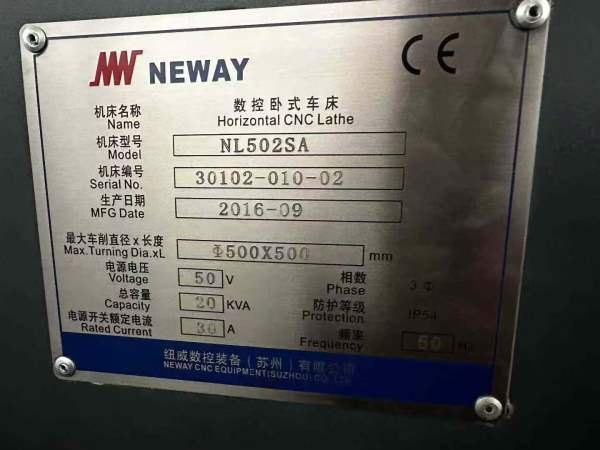 NEWAY CE
机床名称 数控卧式车床
Name Horizontal CNC Lathe
机床型号 NL502SA
Model
机床编号 30102-010-02
Serial No.
生产日期 2016-09
MFG Date
最大车削直径 x 长度 Φ500X500 mm
Max.Turning Dia.xL
电源电压 50 V 相数 3 Φ
Voltage Phase
总容量 20 KVA 防护等级 IP54
Capacity Protection
电源开关额定电流 30 A 频率 Hz
Rated Current Frequency
纽威数控装备（苏州）有限公司
NEWAY CNC EQUIPMENT(SUZHOU)CO.,LTD.